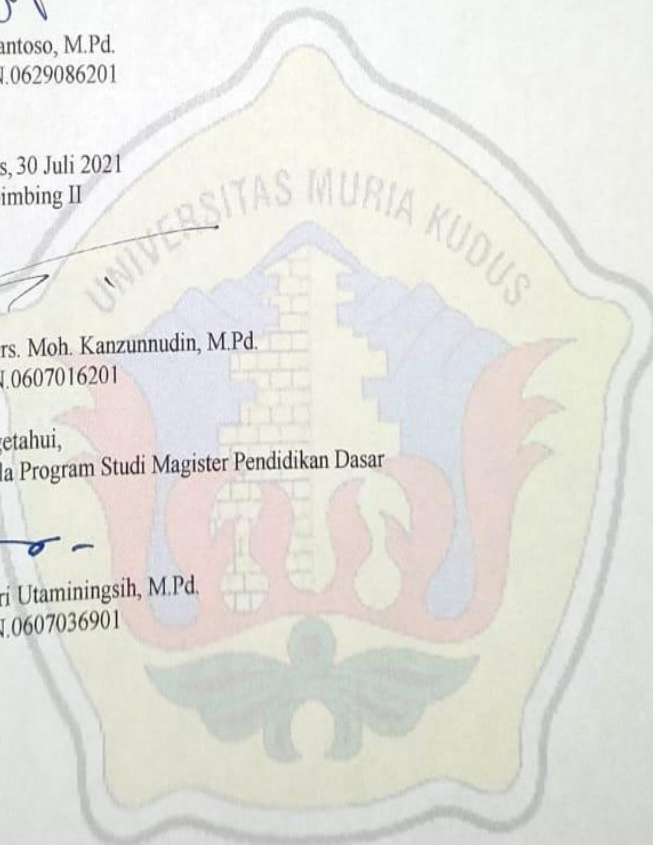 antoso, M.Pd.
N.0629086201
s, 30 Juli 2021
imbing II
UNIVERSITAS MURIA KUDUS
rs. Moh. Kanzunnudin, M.Pd.
N.0607016201
getahui,
la Program Studi Magister Pendidikan Dasar
ri Utaminingsih, M.Pd.
N.0607036901